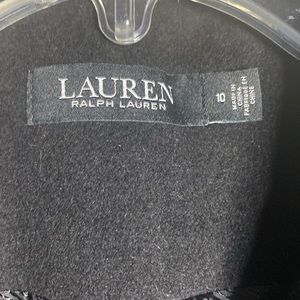 LAUREN
RALPH LAUREN
10
MADE IN
CHINA
FABRIQUÉ EN
CHINE